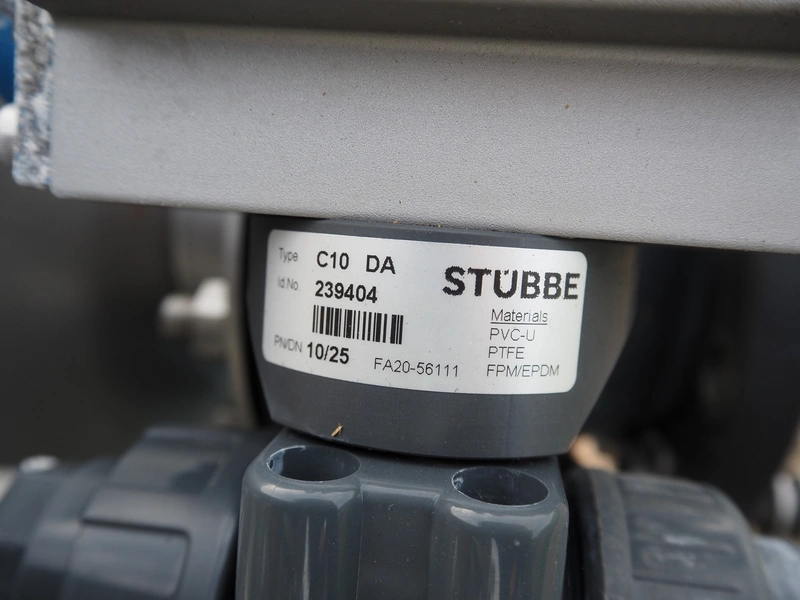 Type C10 DA
Id.No. 239404
PN/DN 10/25
FA20-56111
STÜBBE
Materials
PVC-U
PTFE
FPM/EPDM